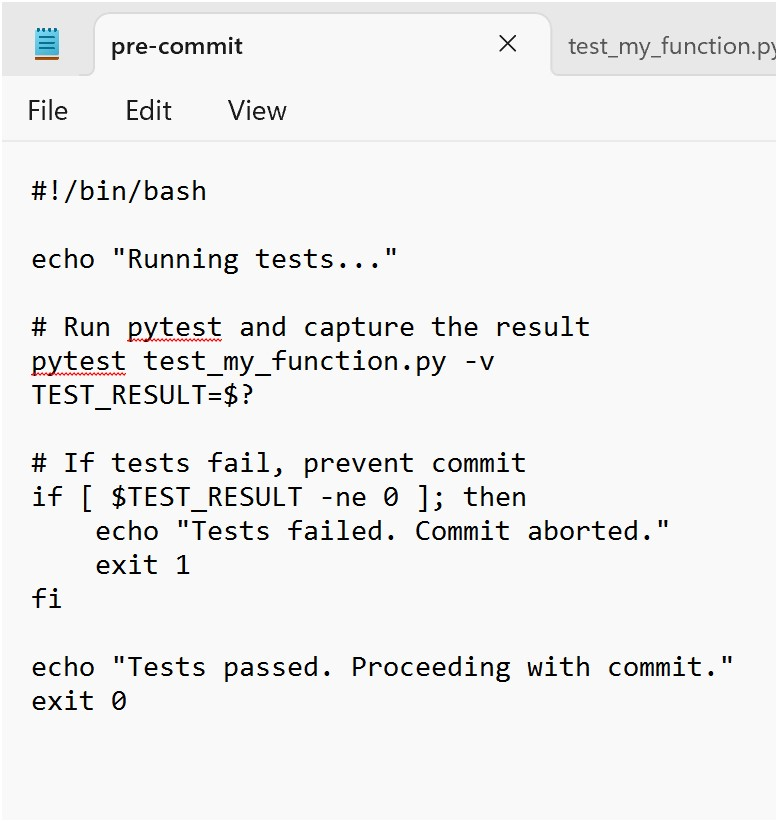 pre-commit
test_my_function.py
File Edit View
#!/bin/bash
echo "Running tests..."
# Run pytest and capture the result
pytest test_my_function.py -v
TEST_RESULT=$?
# If tests fail, prevent commit
if [ $TEST_RESULT -ne 0 ]; then
    echo "Tests failed. Commit aborted."
    exit 1
fi
echo "Tests passed. Proceeding with commit."
exit 0